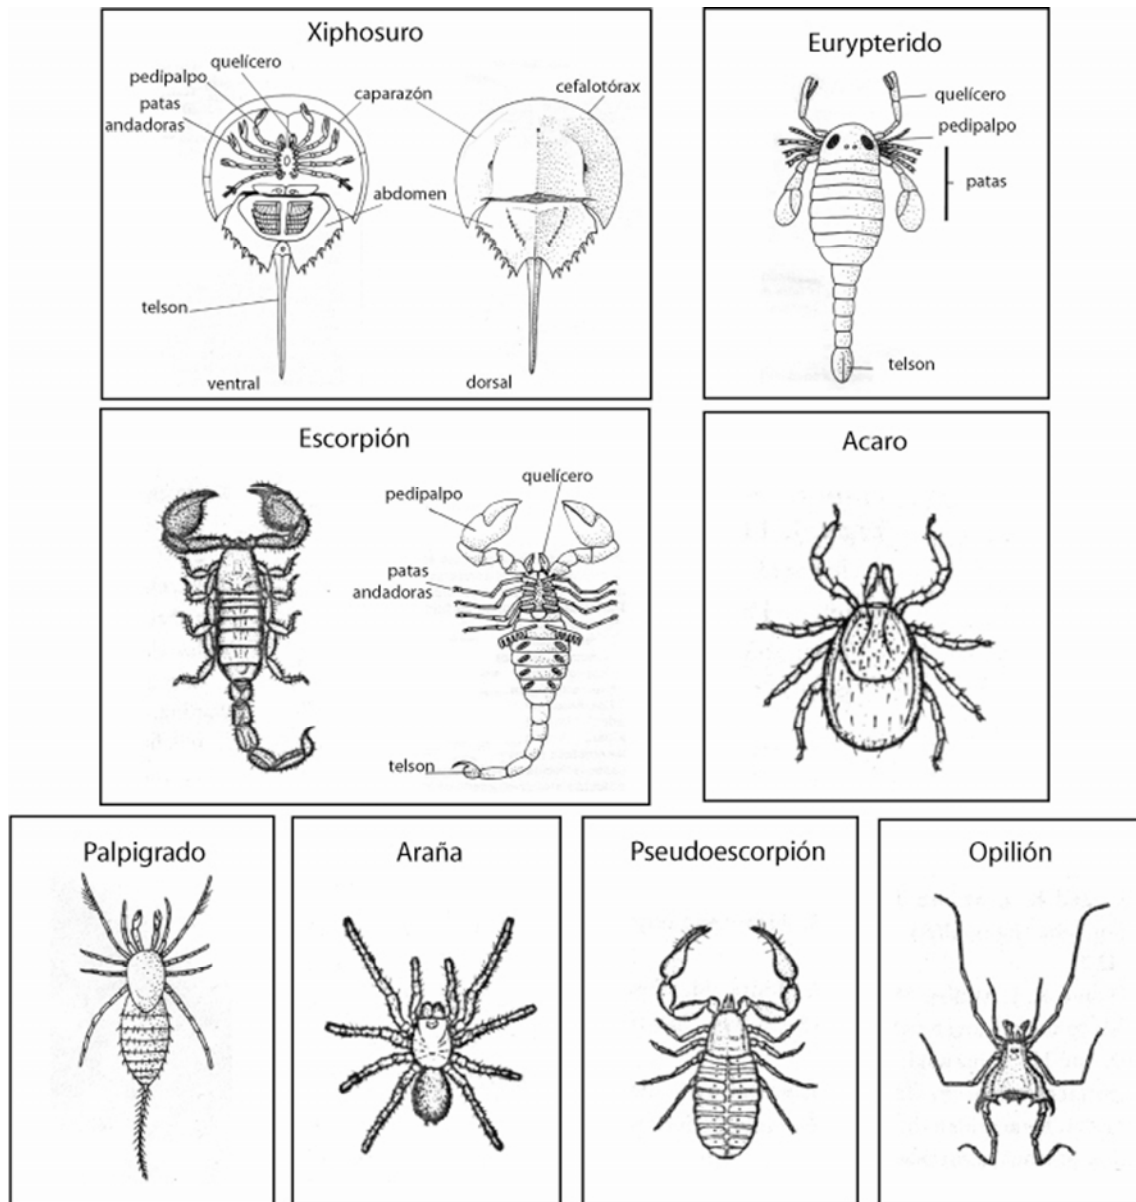 Xiphosuro
quelícero
pedipalpo
patas
andadoras
caparazón
cefalotórax
abdomen
telson
ventral
dorsal
Eurypterido
quelícero
pedipalpo
patas
telson
Escorpión
quelícero
pedipalpo
patas
andadoras
telson
Acaro
Palpigrado
Araña
Pseudoescorpión
Opilión